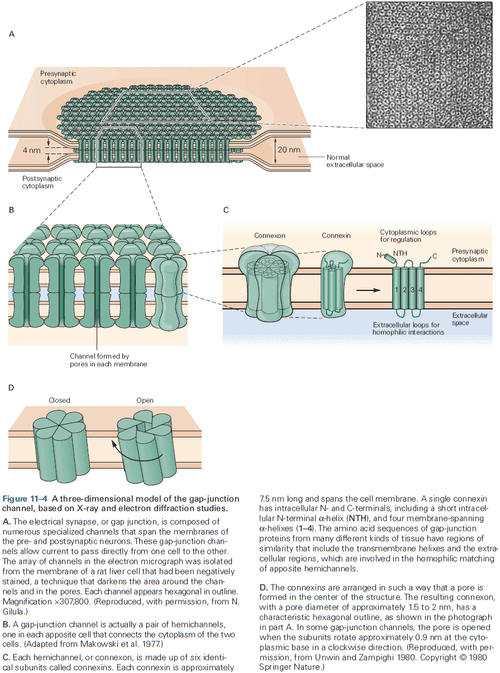 A
Presynaptic
cytoplasm
4 nm
20 nm
Normal
extracellular space
Postsynaptic
cytoplasm
B
C
Connexon
Connexin
Cytoplasmic loops
for regulation
N
NTH
C
Presynaptic
cytoplasm
1 2 3 4
Extracellular
space
Extracellular loops for
homophilic interactions
Channel formed by
pores in each membrane
D
Closed
Open
Figure 11–4 A three-dimensional model of the gap-junction
channel, based on X-ray and electron diffraction studies.
A. The electrical synapse, or gap junction, is composed of
numerous specialized channels that span the membranes of
the pre- and postsynaptic neurons. These gap-junction chan-
nels allow current to pass directly from one cell to the other.
The array of channels in the electron micrograph was isolated
from the membrane of a rat liver cell that had been negatively
stained, a technique that darkens the area around the chan-
nels and in the pores. Each channel appears hexagonal in outline.
Magnification ×307,800. (Reproduced, with permission, from N.
Gilula.)
B. A gap-junction channel is actually a pair of hemichannels,
one in each apposite cell that connects the cytoplasm of the two
cells. (Adapted from Makowski et al. 1977.)
C. Each hemichannel, or connexon, is made up of six identi-
cal subunits called connexins. Each connexin is approximately
7.5 nm long and spans the cell membrane. A single connexin
has intracellular N- and C-terminals, including a short intracel-
lular N-terminal α-helix (NTH), and four membrane-spanning
α-helixes (1–4). The amino acid sequences of gap-junction
proteins from many different kinds of tissue have regions of
similarity that include the transmembrane helixes and the extra-
cellular regions, which are involved in the homophilic matching
of apposite hemichannels.
D. The connexins are arranged in such a way that a pore is
formed in the center of the structure. The resulting connexon,
with a pore diameter of approximately 1.5 to 2 nm, has a
characteristic hexagonal outline, as shown in the photograph
in part A. In some gap-junction channels, the pore is opened
when the subunits rotate approximately 0.9 nm at the cyto-
plasmic base in a clockwise direction. (Reproduced, with per-
mission, from Unwin and Zampighi 1980. Copyright © 1980
Springer Nature.)